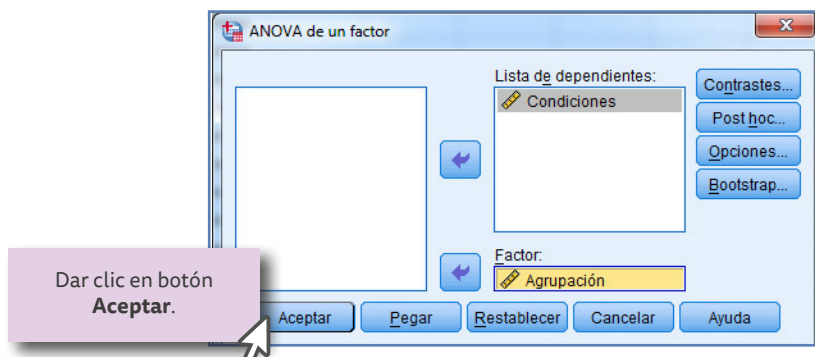 ANOVA de un factor
Lista de dependientes:
Condiciones
Contrastes...
Post hoc...
Opciones...
Bootstrap...
Factor:
Agrupación
Dar clic en botón
Aceptar.
Aceptar
Pegar
Restablecer
Cancelar
Ayuda